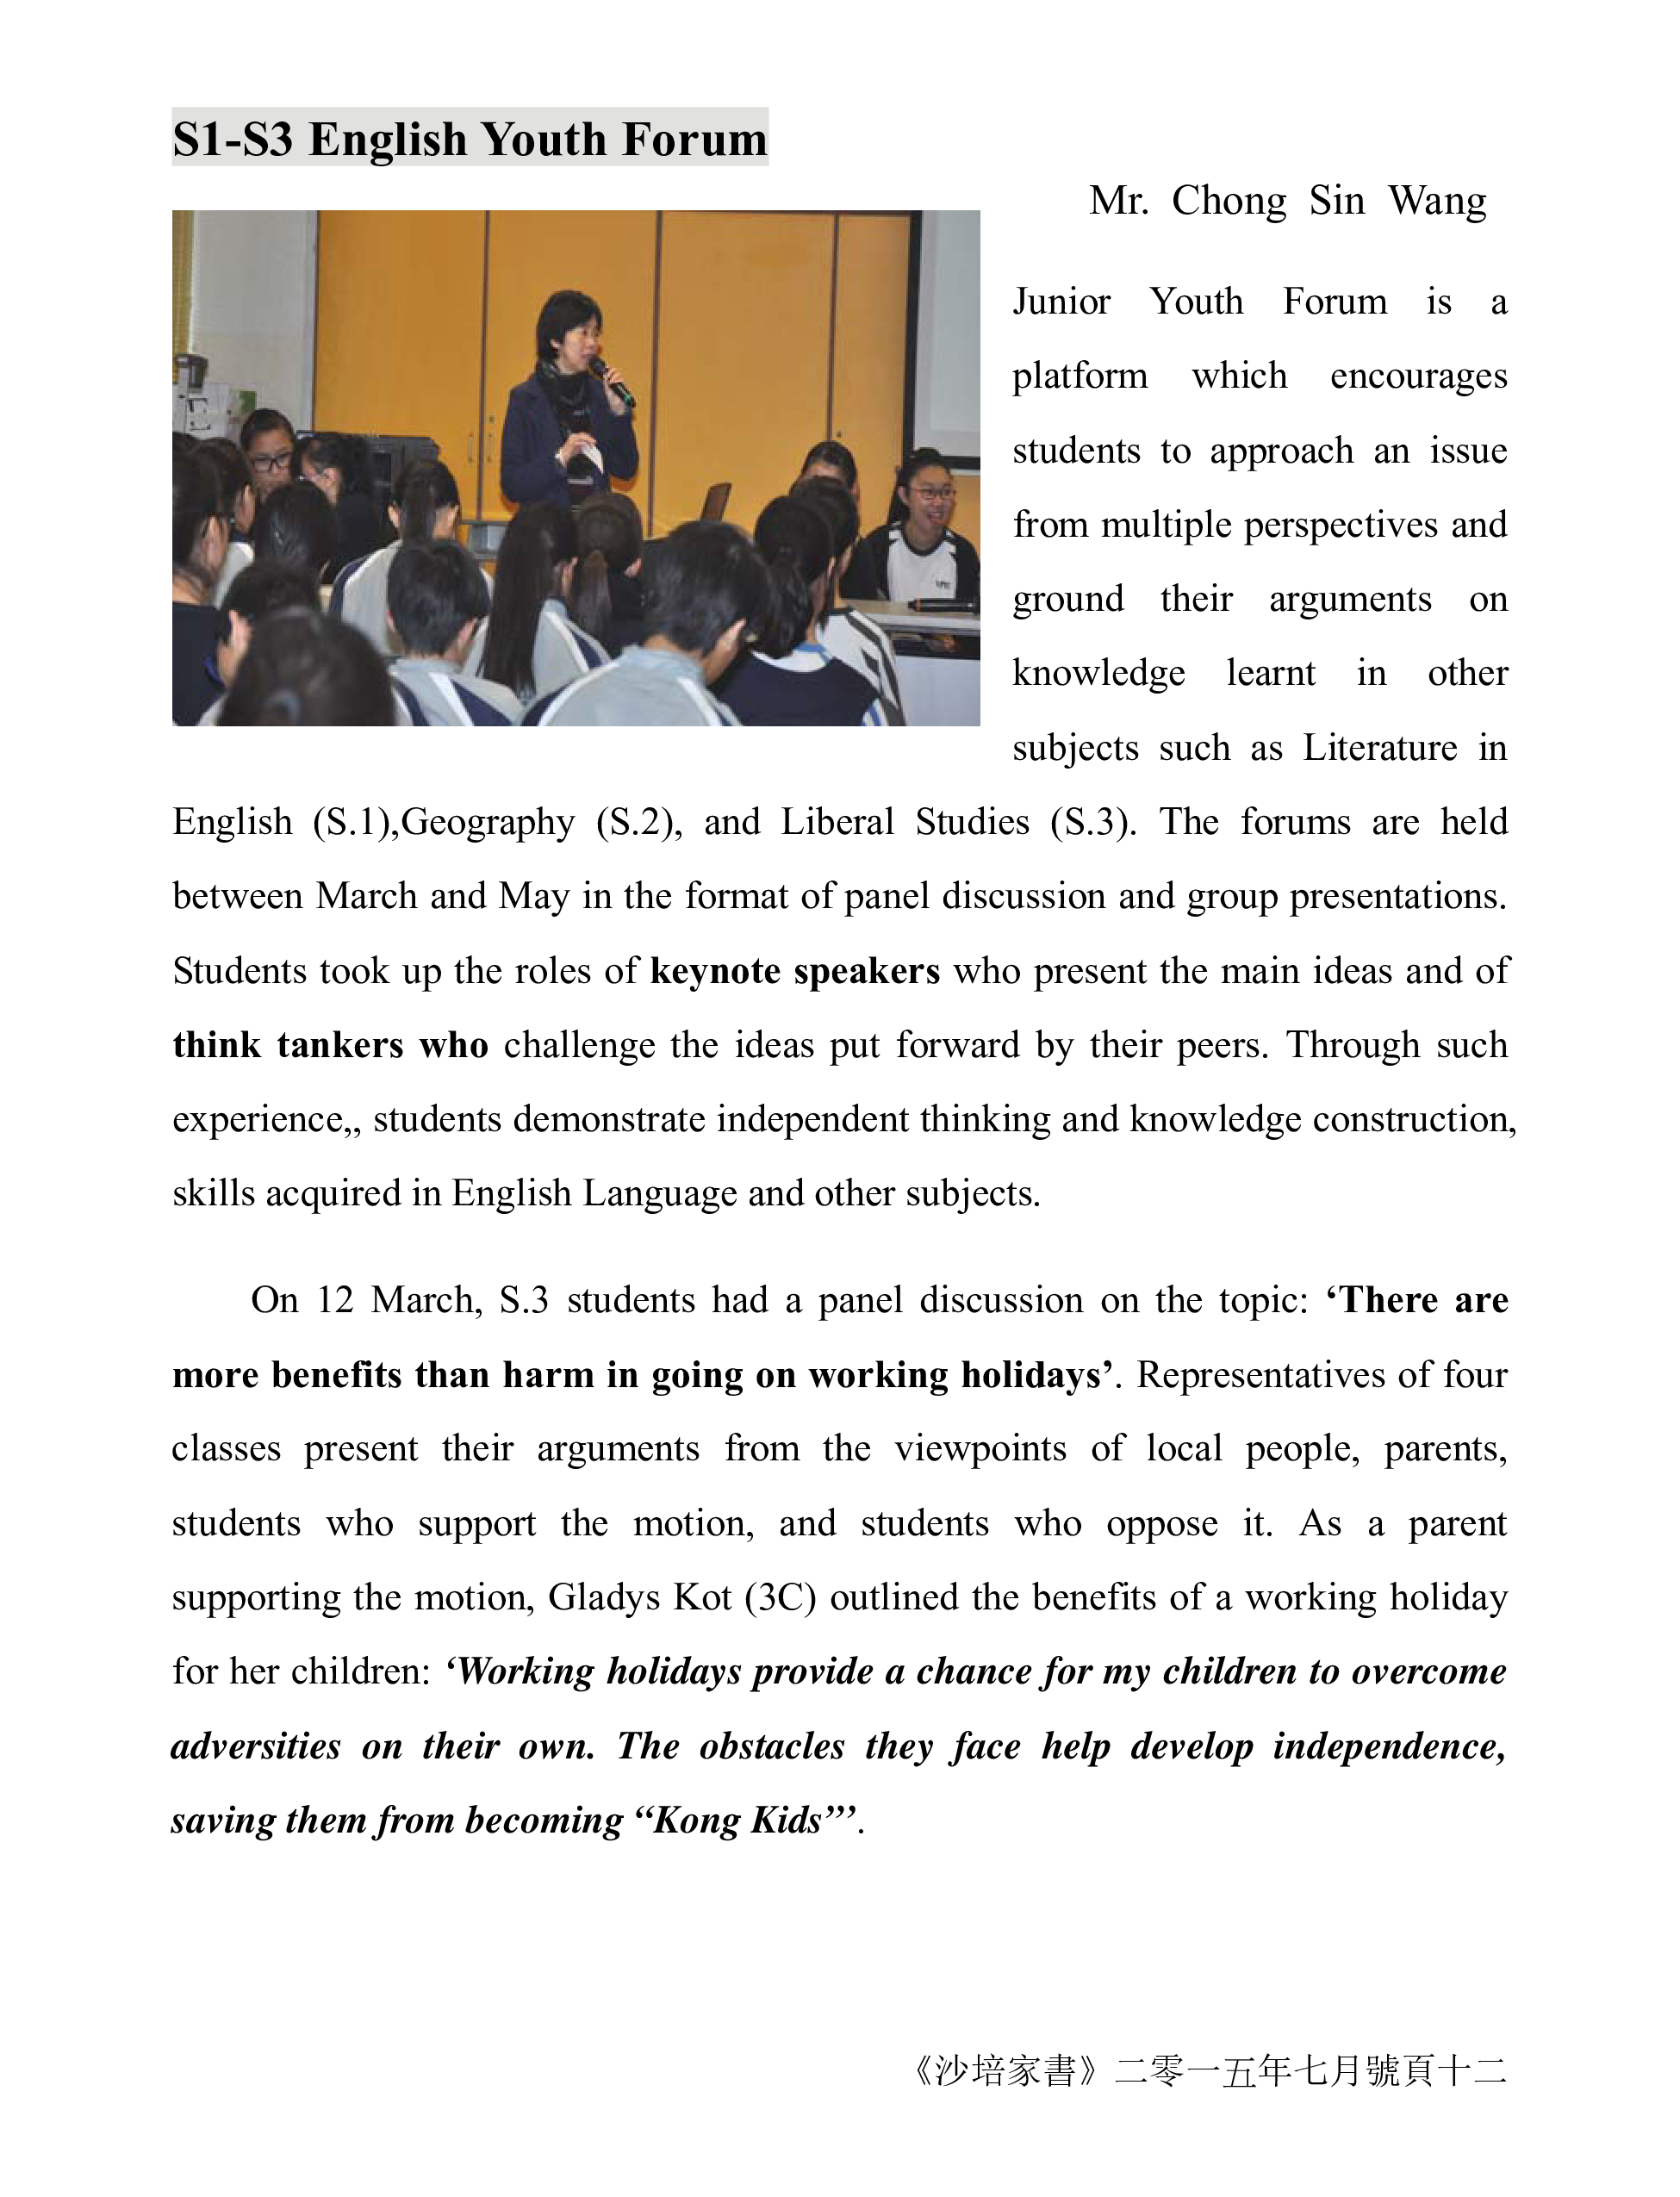 S1-S3 English Youth Forum
Mr. Chong Sin Wang
Junior Youth Forum is a
platform which encourages
students to approach an issue
from multiple perspectives and
ground their arguments on
knowledge learnt in other
subjects such as Literature in
English (S.1),Geography (S.2), and Liberal Studies (S.3). The forums are held
between March and May in the format of panel discussion and group presentations.
Students took up the roles of keynote speakers who present the main ideas and of
think tankers who challenge the ideas put forward by their peers. Through such
experience,, students demonstrate independent thinking and knowledge construction,
skills acquired in English Language and other subjects.
On 12 March, S.3 students had a panel discussion on the topic: ‘There are
more benefits than harm in going on working holidays’. Representatives of four
classes present their arguments from the viewpoints of local people, parents,
students who support the motion, and students who oppose it. As a parent
supporting the motion, Gladys Kot (3C) outlined the benefits of a working holiday
for her children: ‘Working holidays provide a chance for my children to overcome
adversities on their own. The obstacles they face help develop independence,
saving them from becoming “Kong Kids”’.
《沙培家書》二零一五年七月號頁十二